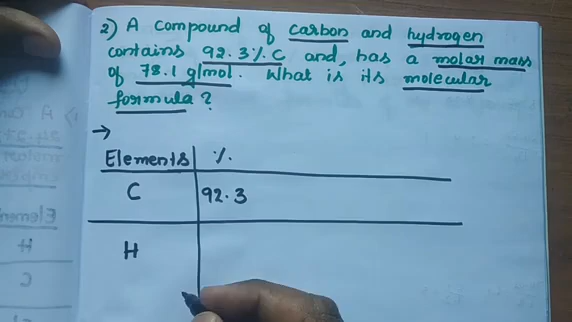 2) A compound of carbon and hydrogen
contains 92.3% C and, has a molar mass
of 78.1 g/mol. What is its molecular
formula?
→
Elements %
C 92.3
H